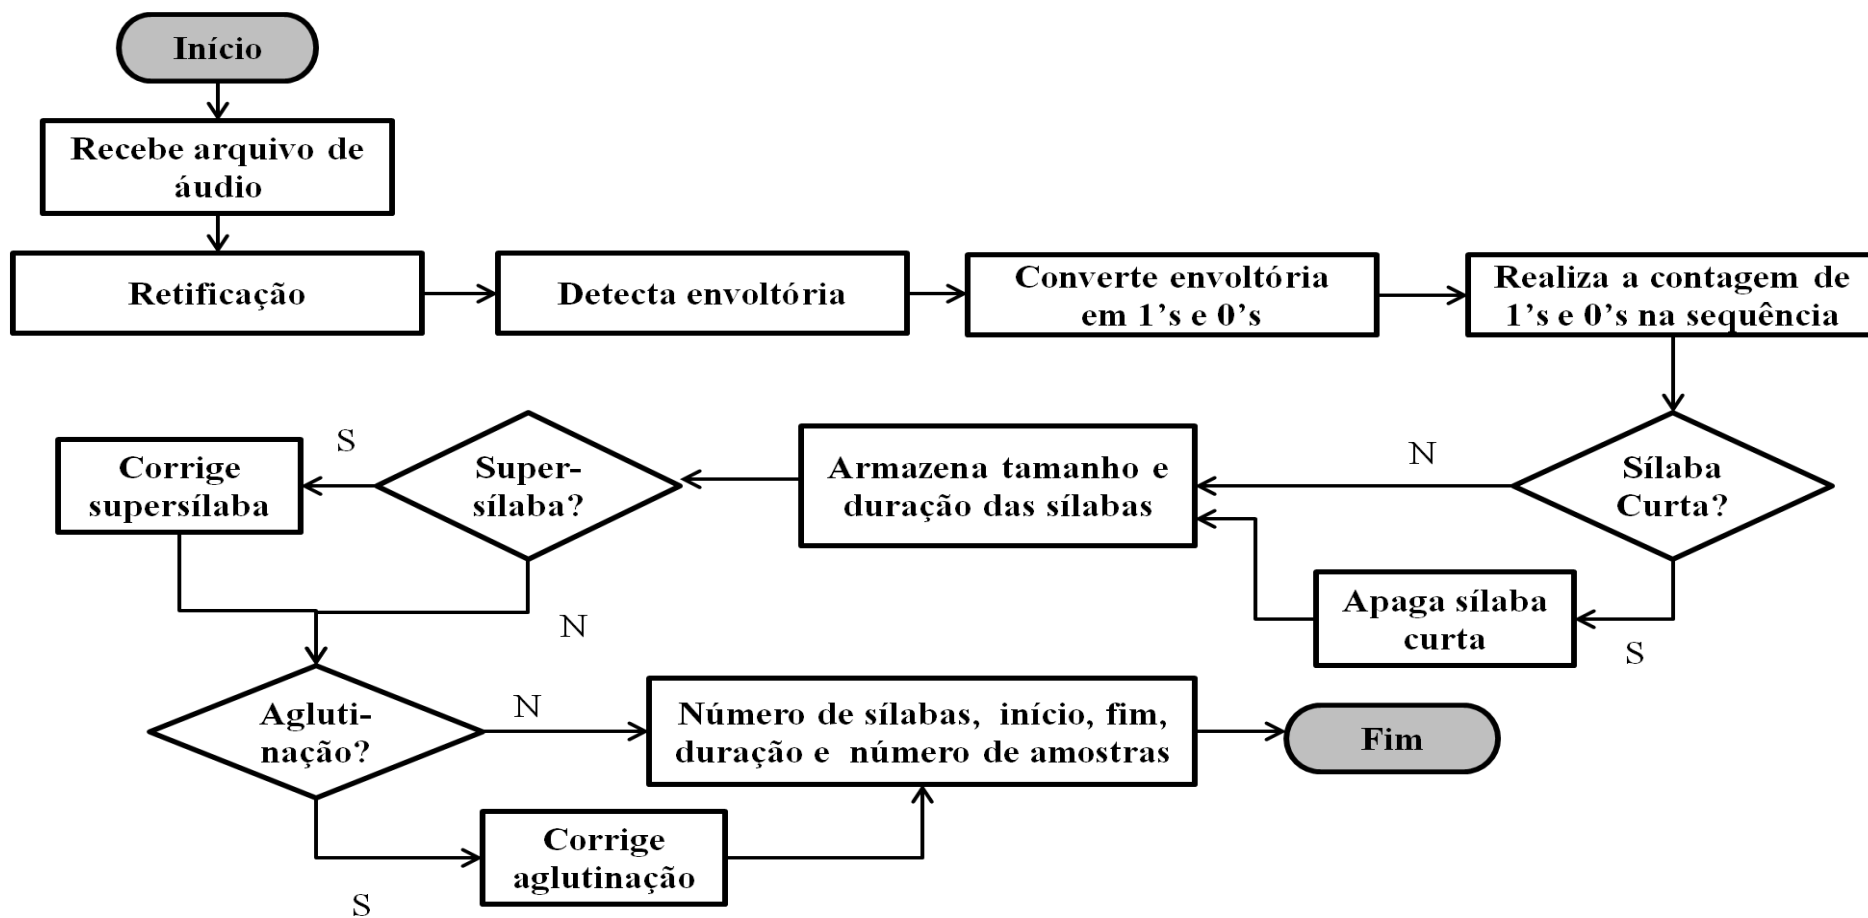 Início
Recebe arquivo de
áudio
Retificação
Detecta envoltória
Converte envoltória
em 1’s e 0’s
Realiza a contagem de
1’s e 0’s na sequência
Sílaba
Curta?
N
S
Apaga sílaba
curta
Armazena tamanho e
duração das sílabas
Super-
sílaba?
S
N
Corrige
supersílaba
Agluti-
nação?
N
S
Corrige
aglutinação
Número de sílabas, início, fim,
duração e número de amostras
Fim